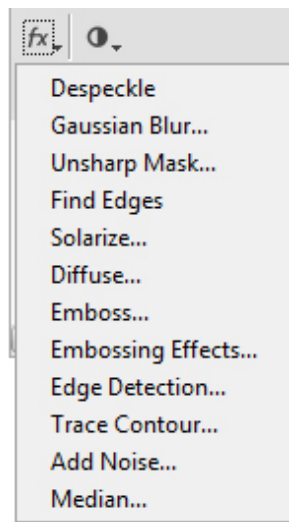 fx
Despeckle
Gaussian Blur...
Unsharp Mask...
Find Edges
Solarize...
Diffuse...
Emboss...
Embossing Effects...
Edge Detection...
Trace Contour...
Add Noise...
Median...